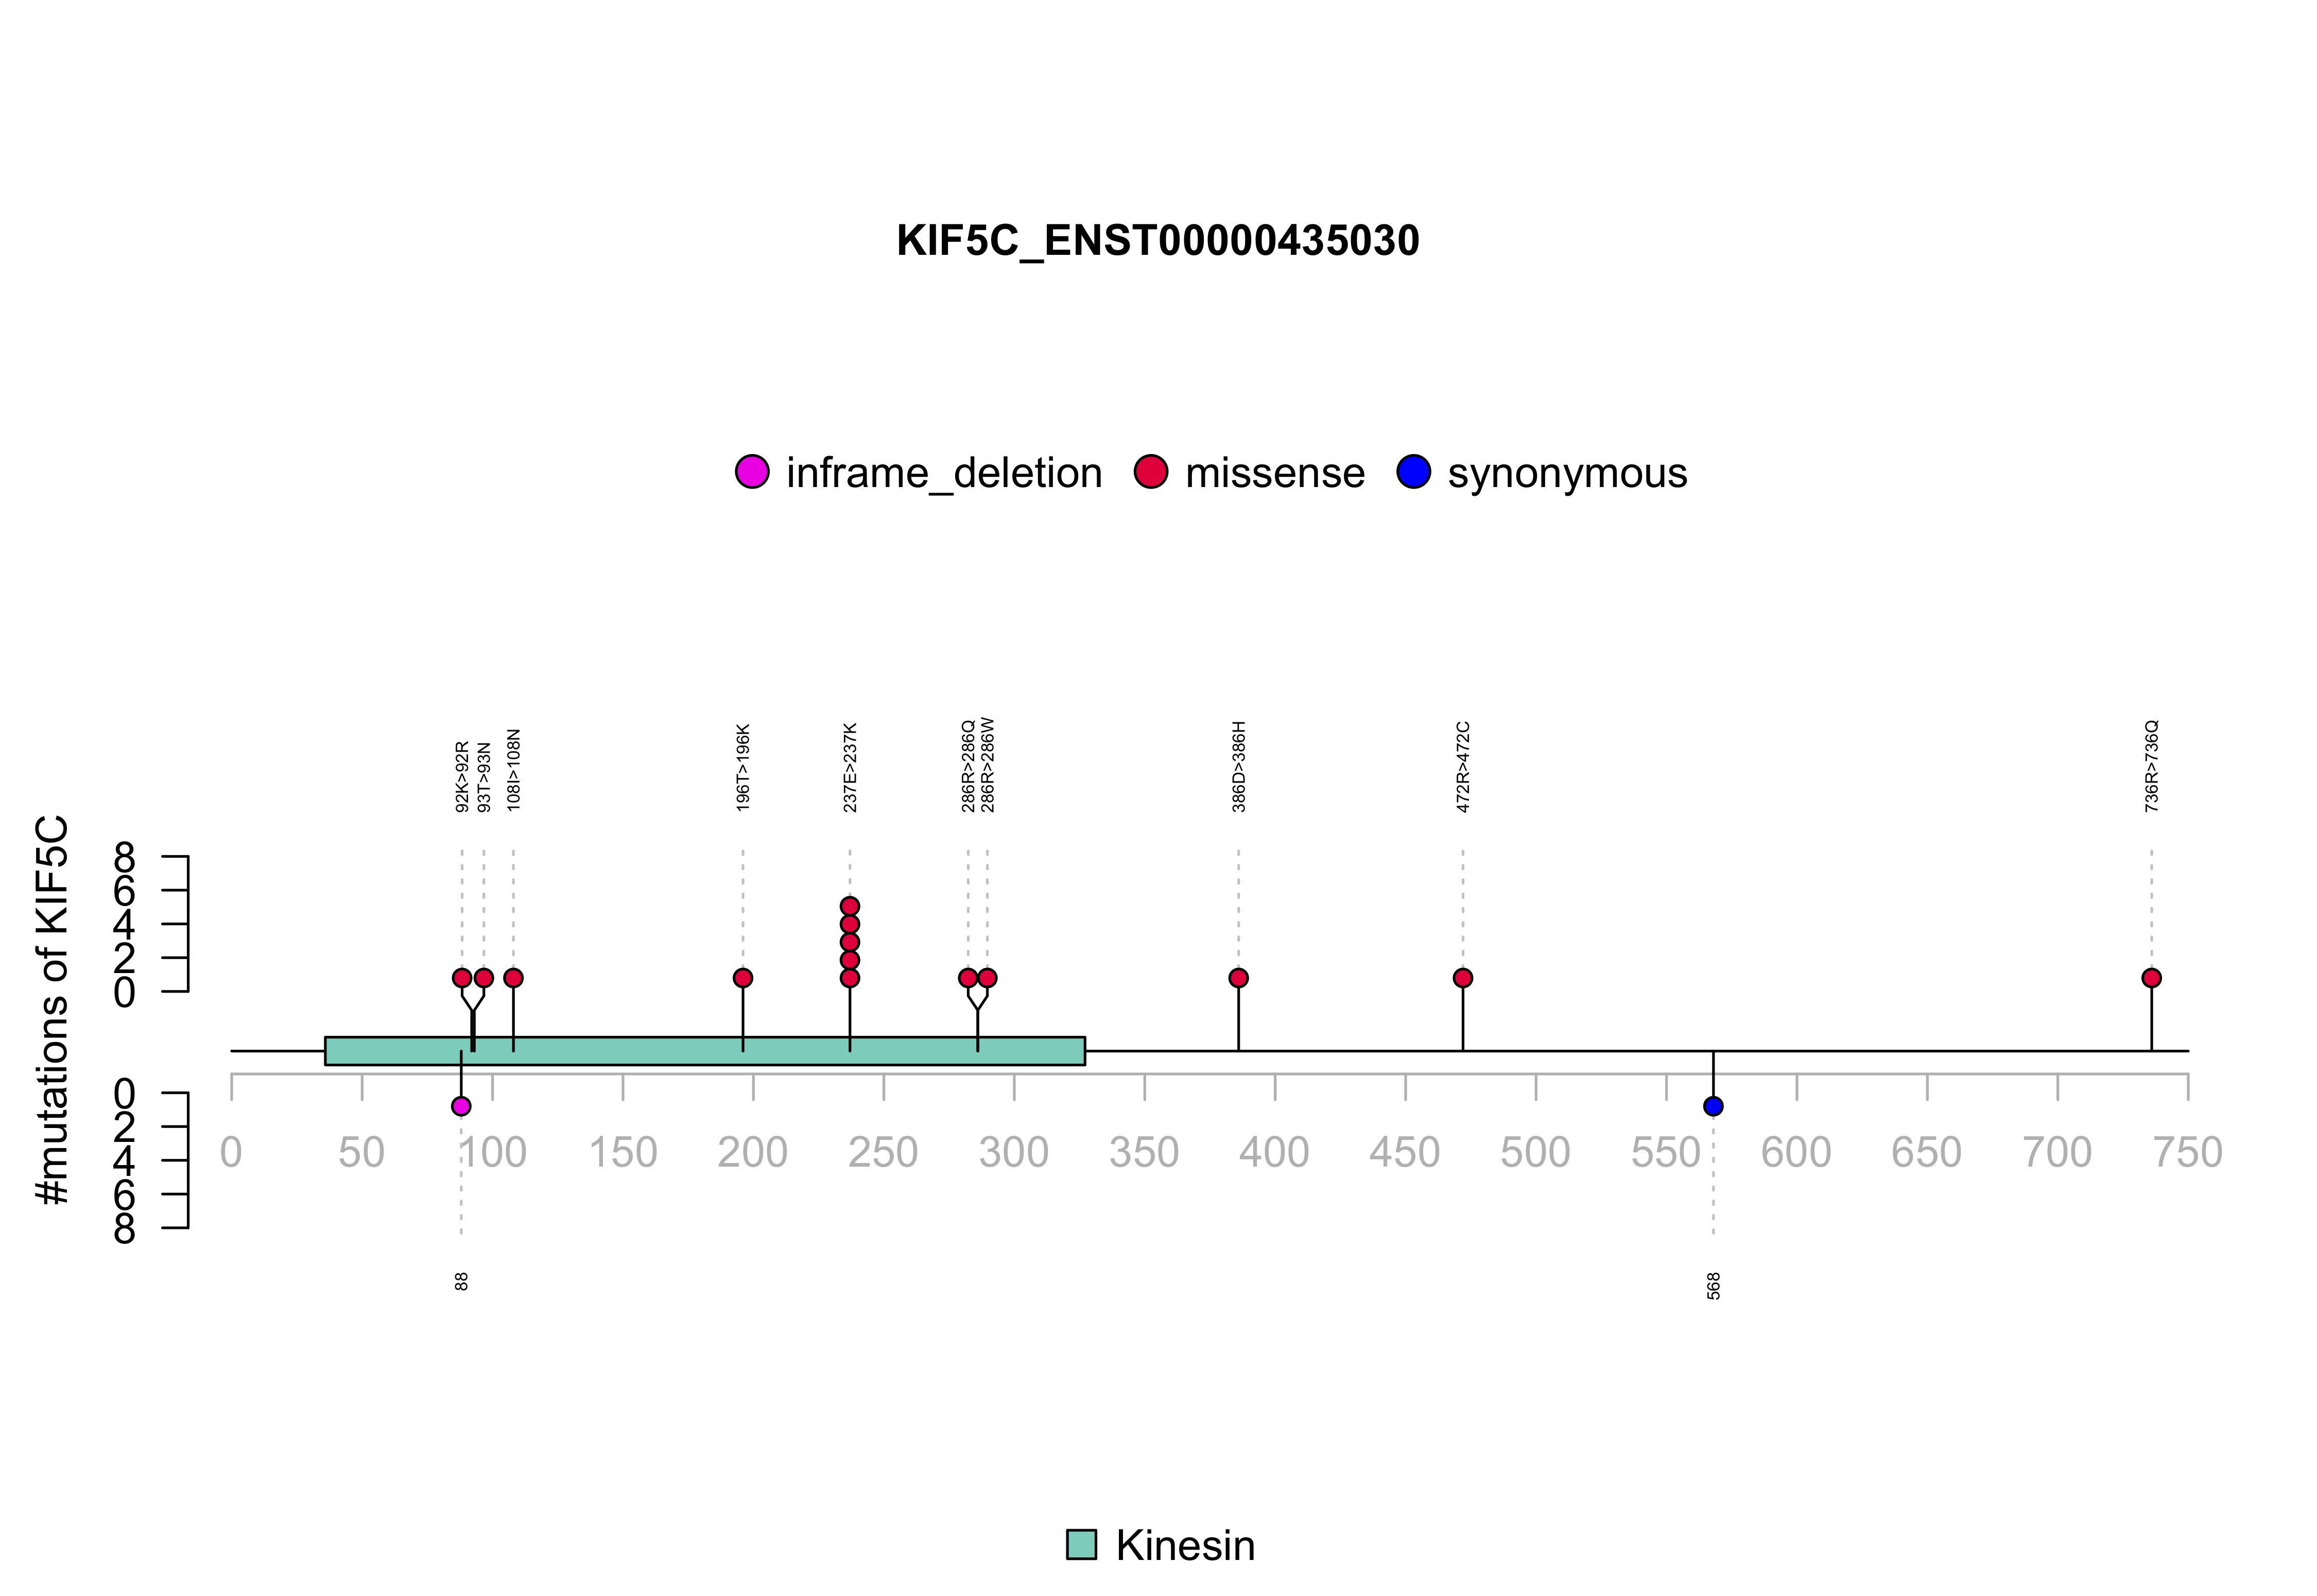 KIF5C_ENST00000435030
inframe_deletion missense synonymous
92K>92R
93T>93N
108I>108N
196T>196K
237E>237K
286R>286Q
286R>286W
386D>386H
472R>472C
736R>736Q
#mutations of KIF5C
8
6
4
2
0
0
2
4
6
8
0 50 100 150 200 250 300 350 400 450 500 550 600 650 700 750
88
568
Kinesin